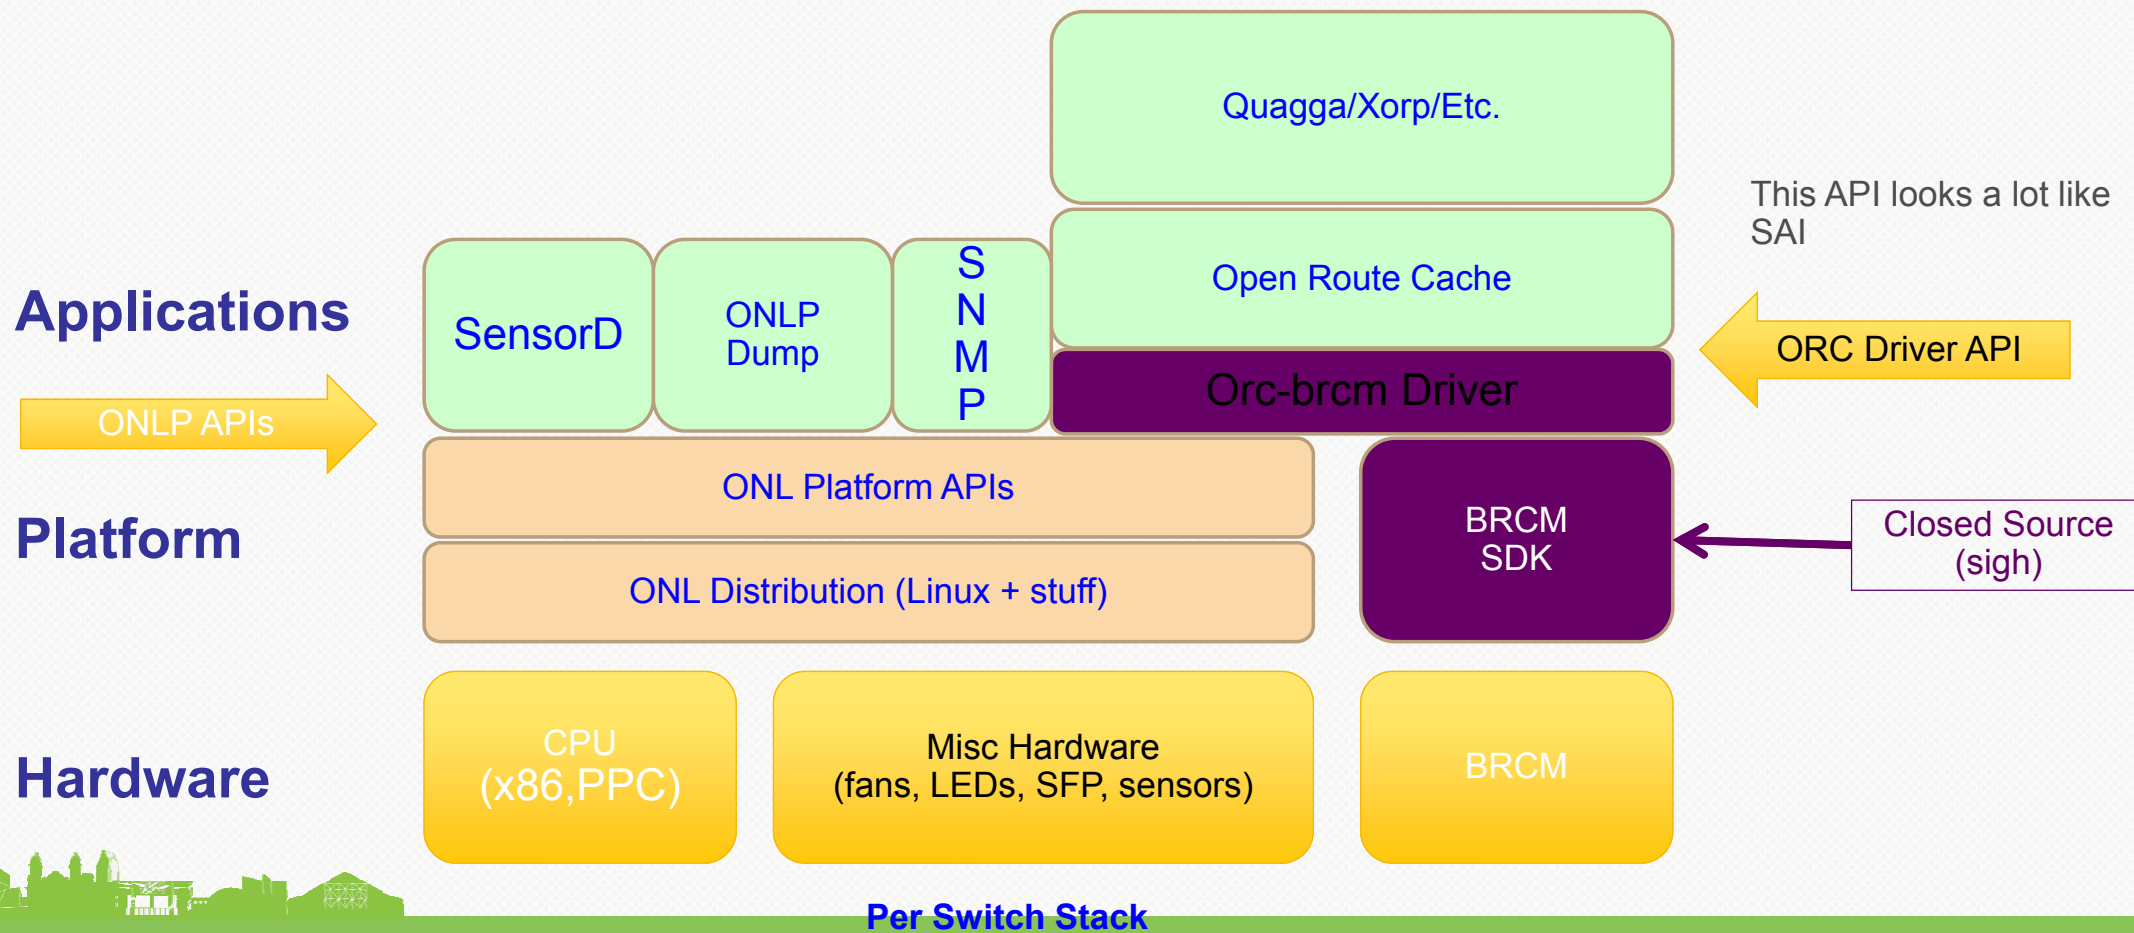 Quagga/Xorp/Etc.
This API looks a lot like
SAI
Open Route Cache
Applications
SensorD
ONLP
Dump
S
N
M
P
ORC Driver API
Orc-brcm Driver
ONLP APIs
ONL Platform APIs
Platform
BRCM
SDK
Closed Source
(sigh)
ONL Distribution (Linux + stuff)
Hardware
CPU
(x86,PPC)
Misc Hardware
(fans, LEDs, SFP, sensors)
BRCM
Per Switch Stack